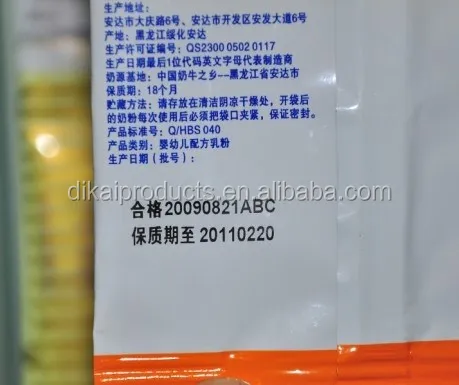 生产地址:
安达市大庆路6号、安达市开发区安发大道6号
产地: 黑龙江绥化安达
生产许可证编号: QS2300 0502 0117
生产日期最后1位代码英文字母代表制造商
奶源基地: 中国奶牛之乡--黑龙江省安达市
保质期: 18个月
贮藏方法: 请存放在清洁阴凉干燥处, 开袋后
的奶粉每次使用后必须把袋口夹紧, 保证密封。
产品标准号: Q/HBS 040
产品类别: 婴幼儿配方乳粉
生产日期 (批号) :
dikaiproducts.en.alibaba.com
合格20090821ABC
保质期至 20110220